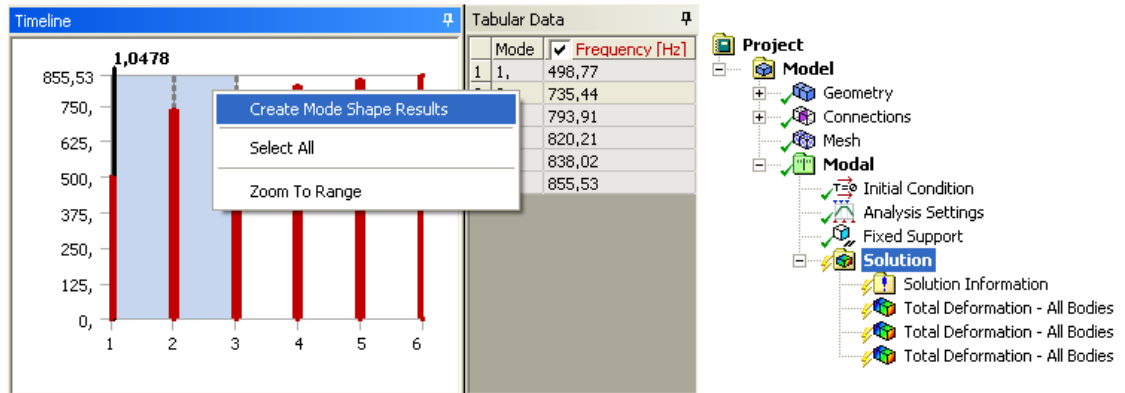 Timeline
1,0478
855,53
750,
625,
500,
375,
250,
125,
0,
1 2 3 4 5 6
Create Mode Shape Results
Select All
Zoom To Range
Tabular Data
Mode Frequency [Hz]
1 1, 498,77
735,44
793,91
820,21
838,02
855,53
Project
Model
Geometry
Connections
Mesh
Modal
T=0 Initial Condition
Analysis Settings
Fixed Support
Solution
Solution Information
Total Deformation - All Bodies
Total Deformation - All Bodies
Total Deformation - All Bodies